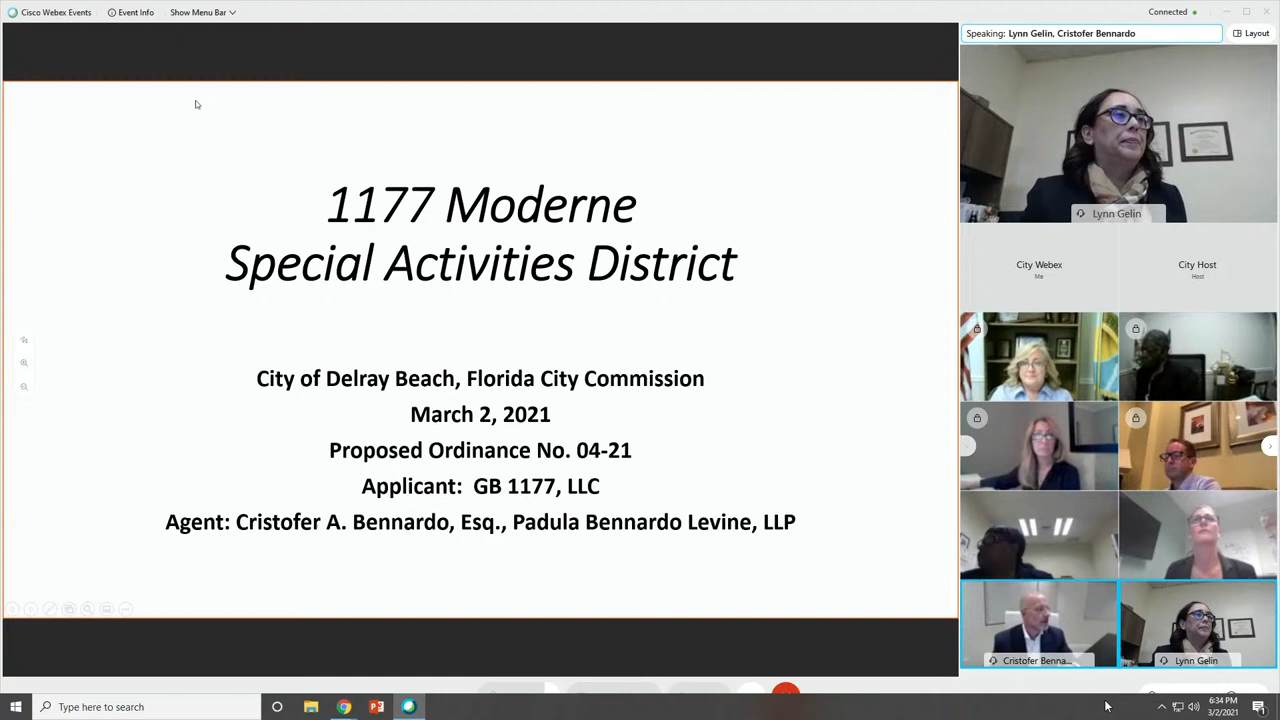 Cisco Webex Events
Event Info
Show Menu Bar
Connected
Speaking: Lynn Gelin, Cristofer Bennardo
Layout
1177 Moderne
Special Activities District
City of Delray Beach, Florida City Commission
March 2, 2021
Proposed Ordinance No. 04-21
Applicant: GB 1177, LLC
Agent: Cristofer A. Bennardo, Esq., Padula Bennardo Levine, LLP
Lynn Gelin
City Webex
Me
City Host
Host
Cristofer Benna...
Lynn Gelin
Type here to search
6:34 PM
3/2/2021